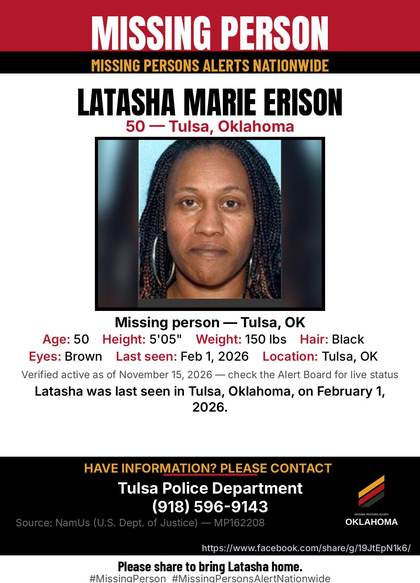 MISSING PERSON
MISSING PERSONS ALERTS NATIONWIDE
LATASHA MARIE ERISON
50 — Tulsa, Oklahoma
Missing person — Tulsa, OK
Age: 50 Height: 5'05" Weight: 150 lbs Hair: Black
Eyes: Brown Last seen: Feb 1, 2026 Location: Tulsa, OK
Verified active as of November 15, 2026 — check the Alert Board for live status
Latasha was last seen in Tulsa, Oklahoma, on February 1,
2026.
HAVE INFORMATION? PLEASE CONTACT
Tulsa Police Department
(918) 596-9143
Source: NamUs (U.S. Dept. of Justice) — MP162208
OKLAHOMA
https://www.facebook.com/share/g/19JtEpN1k6/
Please share to bring Latasha home.
#MissingPerson #MissingPersonsAlertNationwide